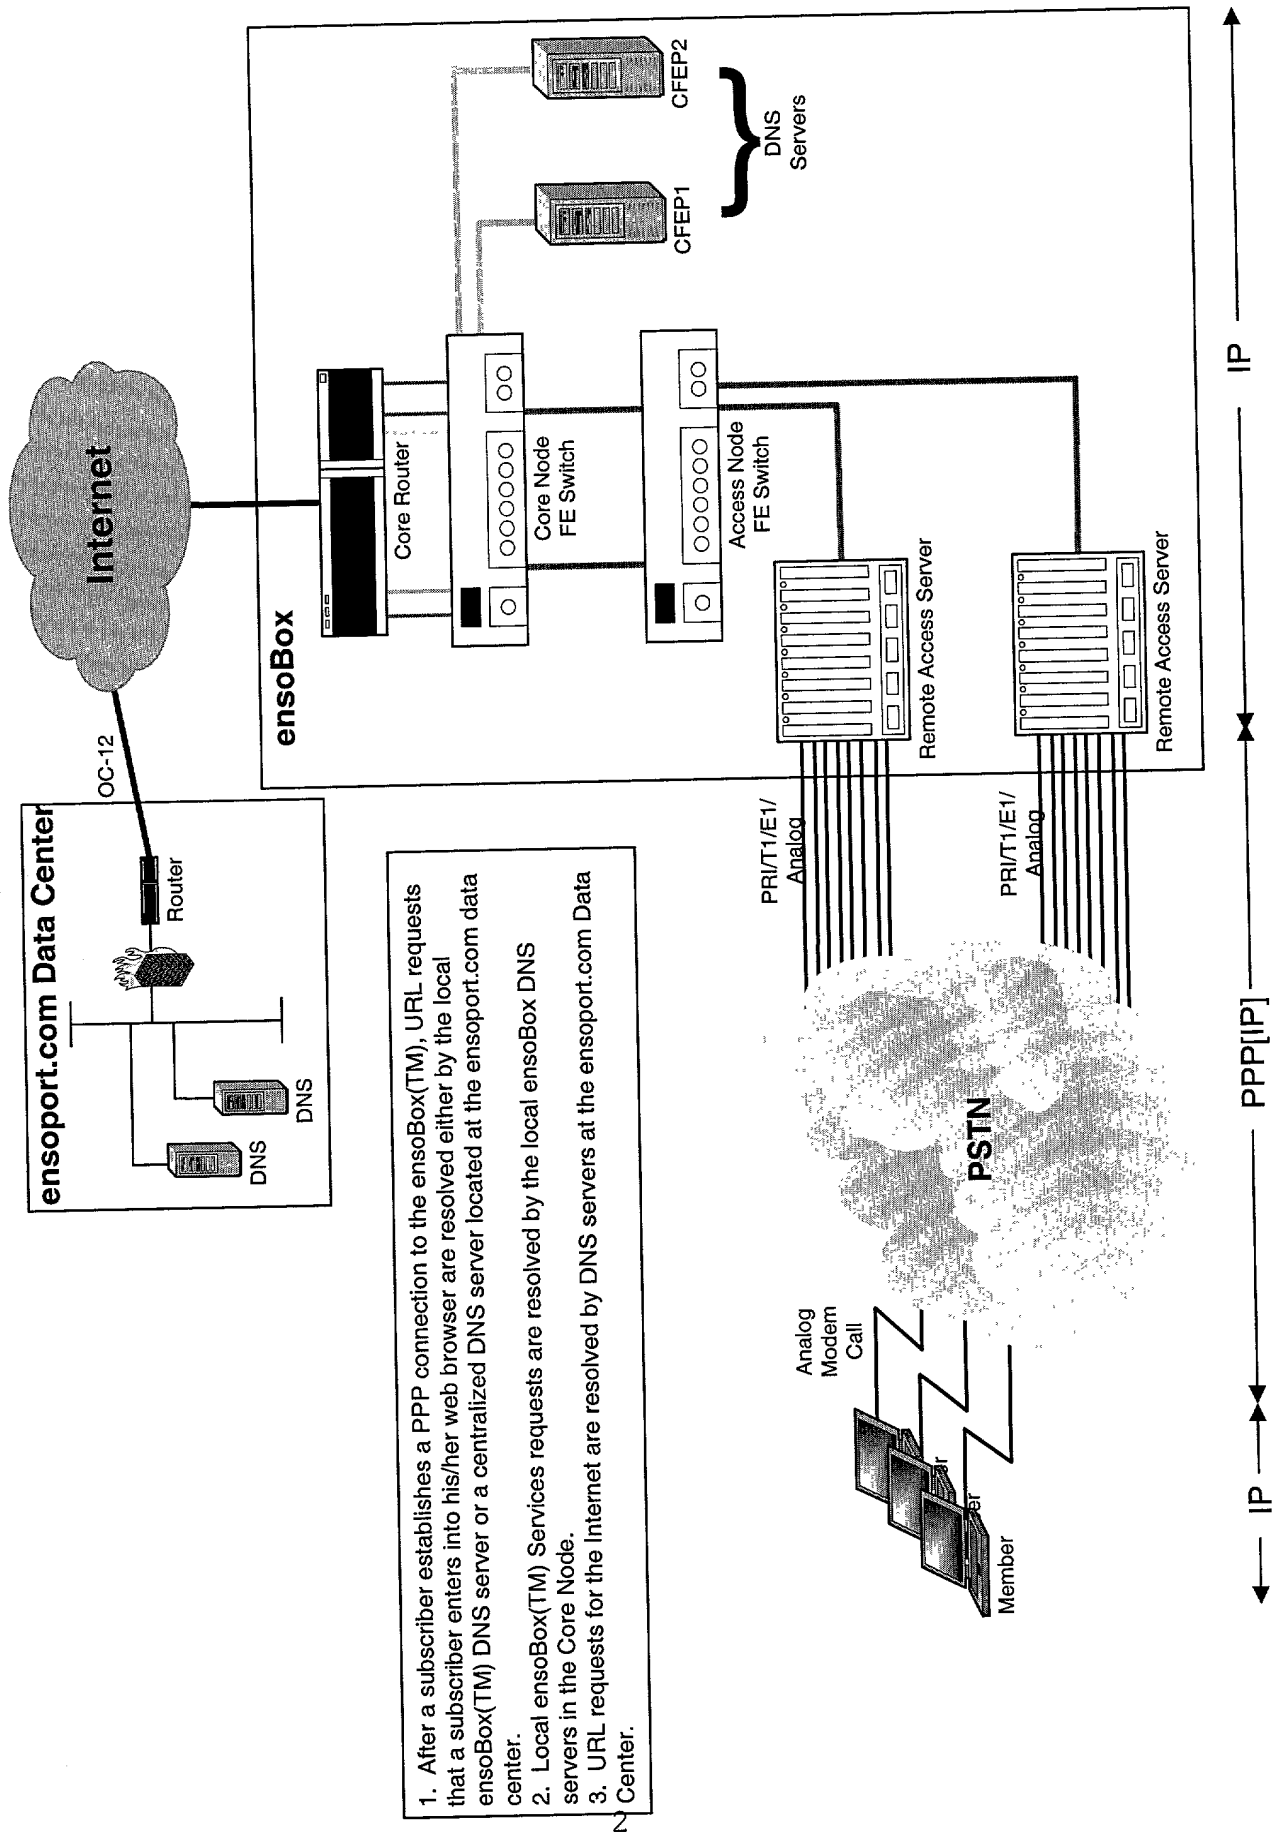 ensoport.com Data Center
DNS
DNS
Router
OC-12
Internet
ensoBox
Core Router
Core Node
FE Switch
Access Node
FE Switch
CFEP1
CFEP2
DNS
Servers
Remote Access Server
Remote Access Server
1. After a subscriber establishes a PPP connection to the ensoBox(TM), URL requests
that a subscriber enters into his/her web browser are resolved either by the local
ensoBox(TM) DNS server or a centralized DNS server located at the ensoport.com data
center.
2. Local ensoBox(TM) Services requests are resolved by the local ensoBox DNS
servers in the Core Node.
3. URL requests for the Internet are resolved by DNS servers at the ensoport.com Data
Center.
PRI/T1/E1/
Analog
PRI/T1/E1/
Analog
PSTN
Analog
Modem
Call
Member
IP
PPP[IP]
IP
2